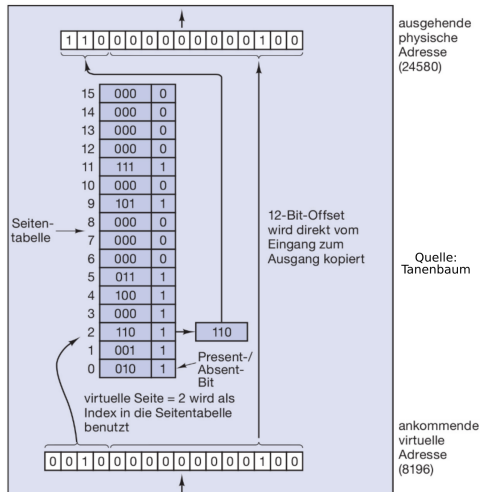 ausgehende
physische
Adresse
(24580)
1 1 0 0 0 0 0 0 0 0 0 0 1 0 0
15 000 0
14 000 0
13 000 0
12 000 0
11 111 1
10 000 0
9 101 1
8 000 0
7 000 0
6 000 0
5 011 1
4 100 1
3 000 1
2 110 1 110
1 001 1
0 010 1
Seiten-
tabelle
12-Bit-Offset
wird direkt vom
Eingang zum
Ausgang kopiert
Quelle:
Tanenbaum
Present-/
Absent-
Bit
virtuelle Seite = 2 wird als
Index in die Seitentabelle
benutzt
0 0 1 0 0 0 0 0 0 0 0 0 0 1 0 0
ankommende
virtuelle
Adresse
(8196)